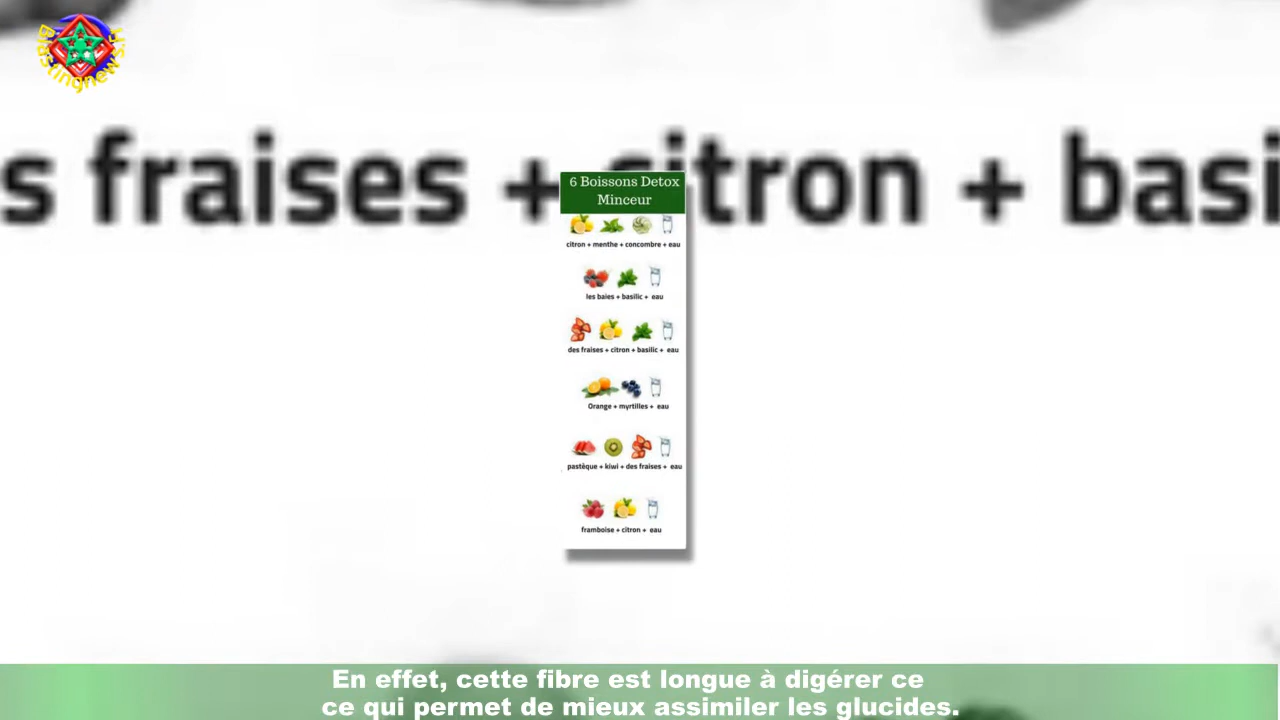 Blastingnews.fr
s fraises + citron + basi
6 Boissons Detox
Minceur
citron + menthe + concombre + eau
les baies + basilic + eau
des fraises + citron + basilic + eau
Orange + myrtilles + eau
pastèque + kiwi + des fraises + eau
framboise + citron + eau
En effet, cette fibre est longue à digérer ce
ce qui permet de mieux assimiler les glucides.